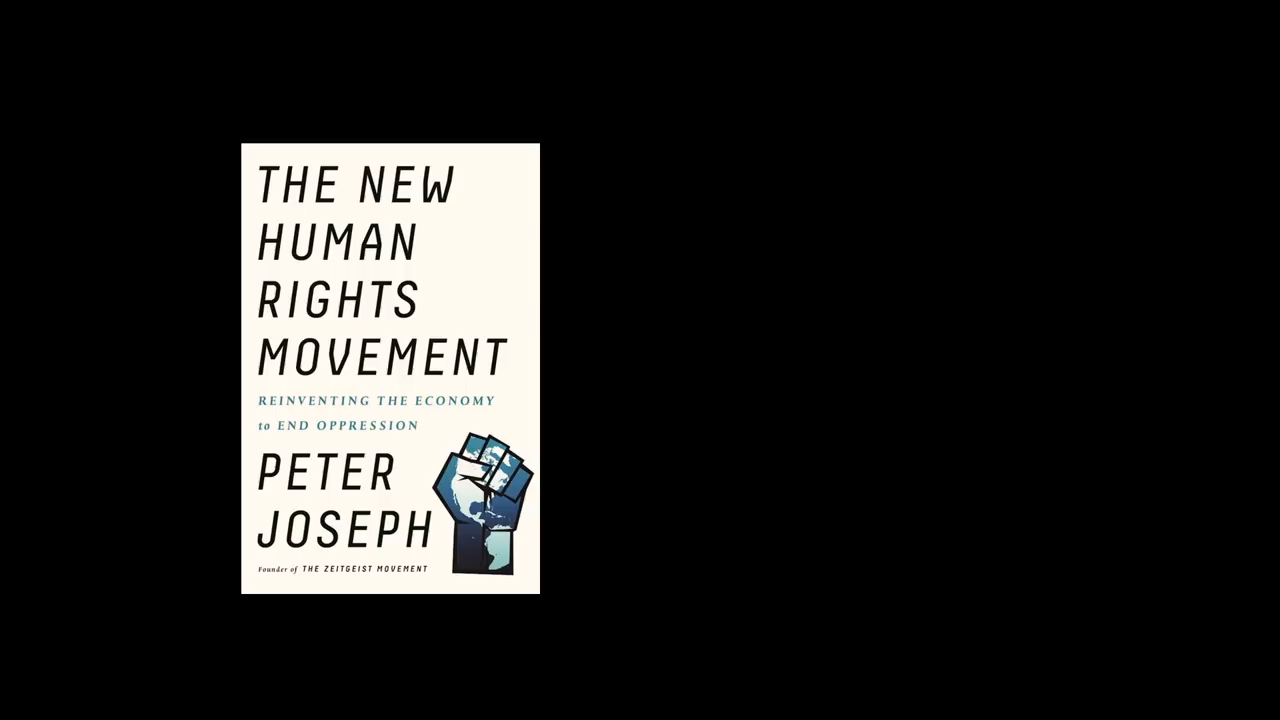 THE NEW
HUMAN
RIGHTS
MOVEMENT
REINVENTING THE ECONOMY
to END OPPRESSION
PETER
JOSEPH
Founder of THE ZEITGEIST MOVEMENT